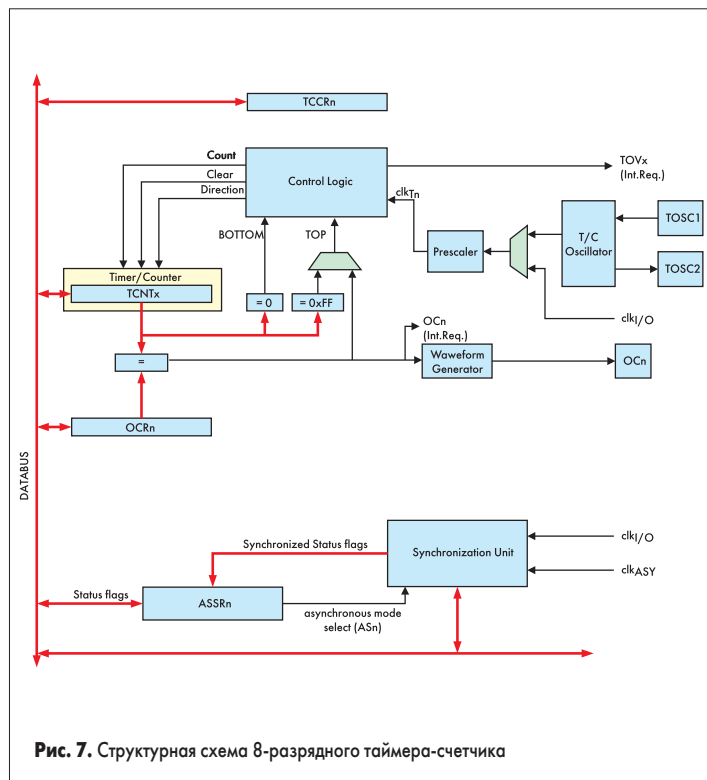 TCCRn
Count
Clear
Direction
Control Logic
TOVx
(Int.Req.)
clkTn
BOTTOM
TOP
Prescaler
T/C
Oscillator
TOSC1
TOSC2
Timer/Counter
TCNTx
= 0
= 0xFF
clkI/O
OCn
(Int.Req.)
=
Waweform
Generator
OCn
OCRn
DATABUS
Synchronized Status flags
Synchronization Unit
clkI/O
clkASY
Status flags
ASSRn
asynchronous mode
select (ASn)
Рис. 7. Структурная схема 8-разрядного таймера-счетчика